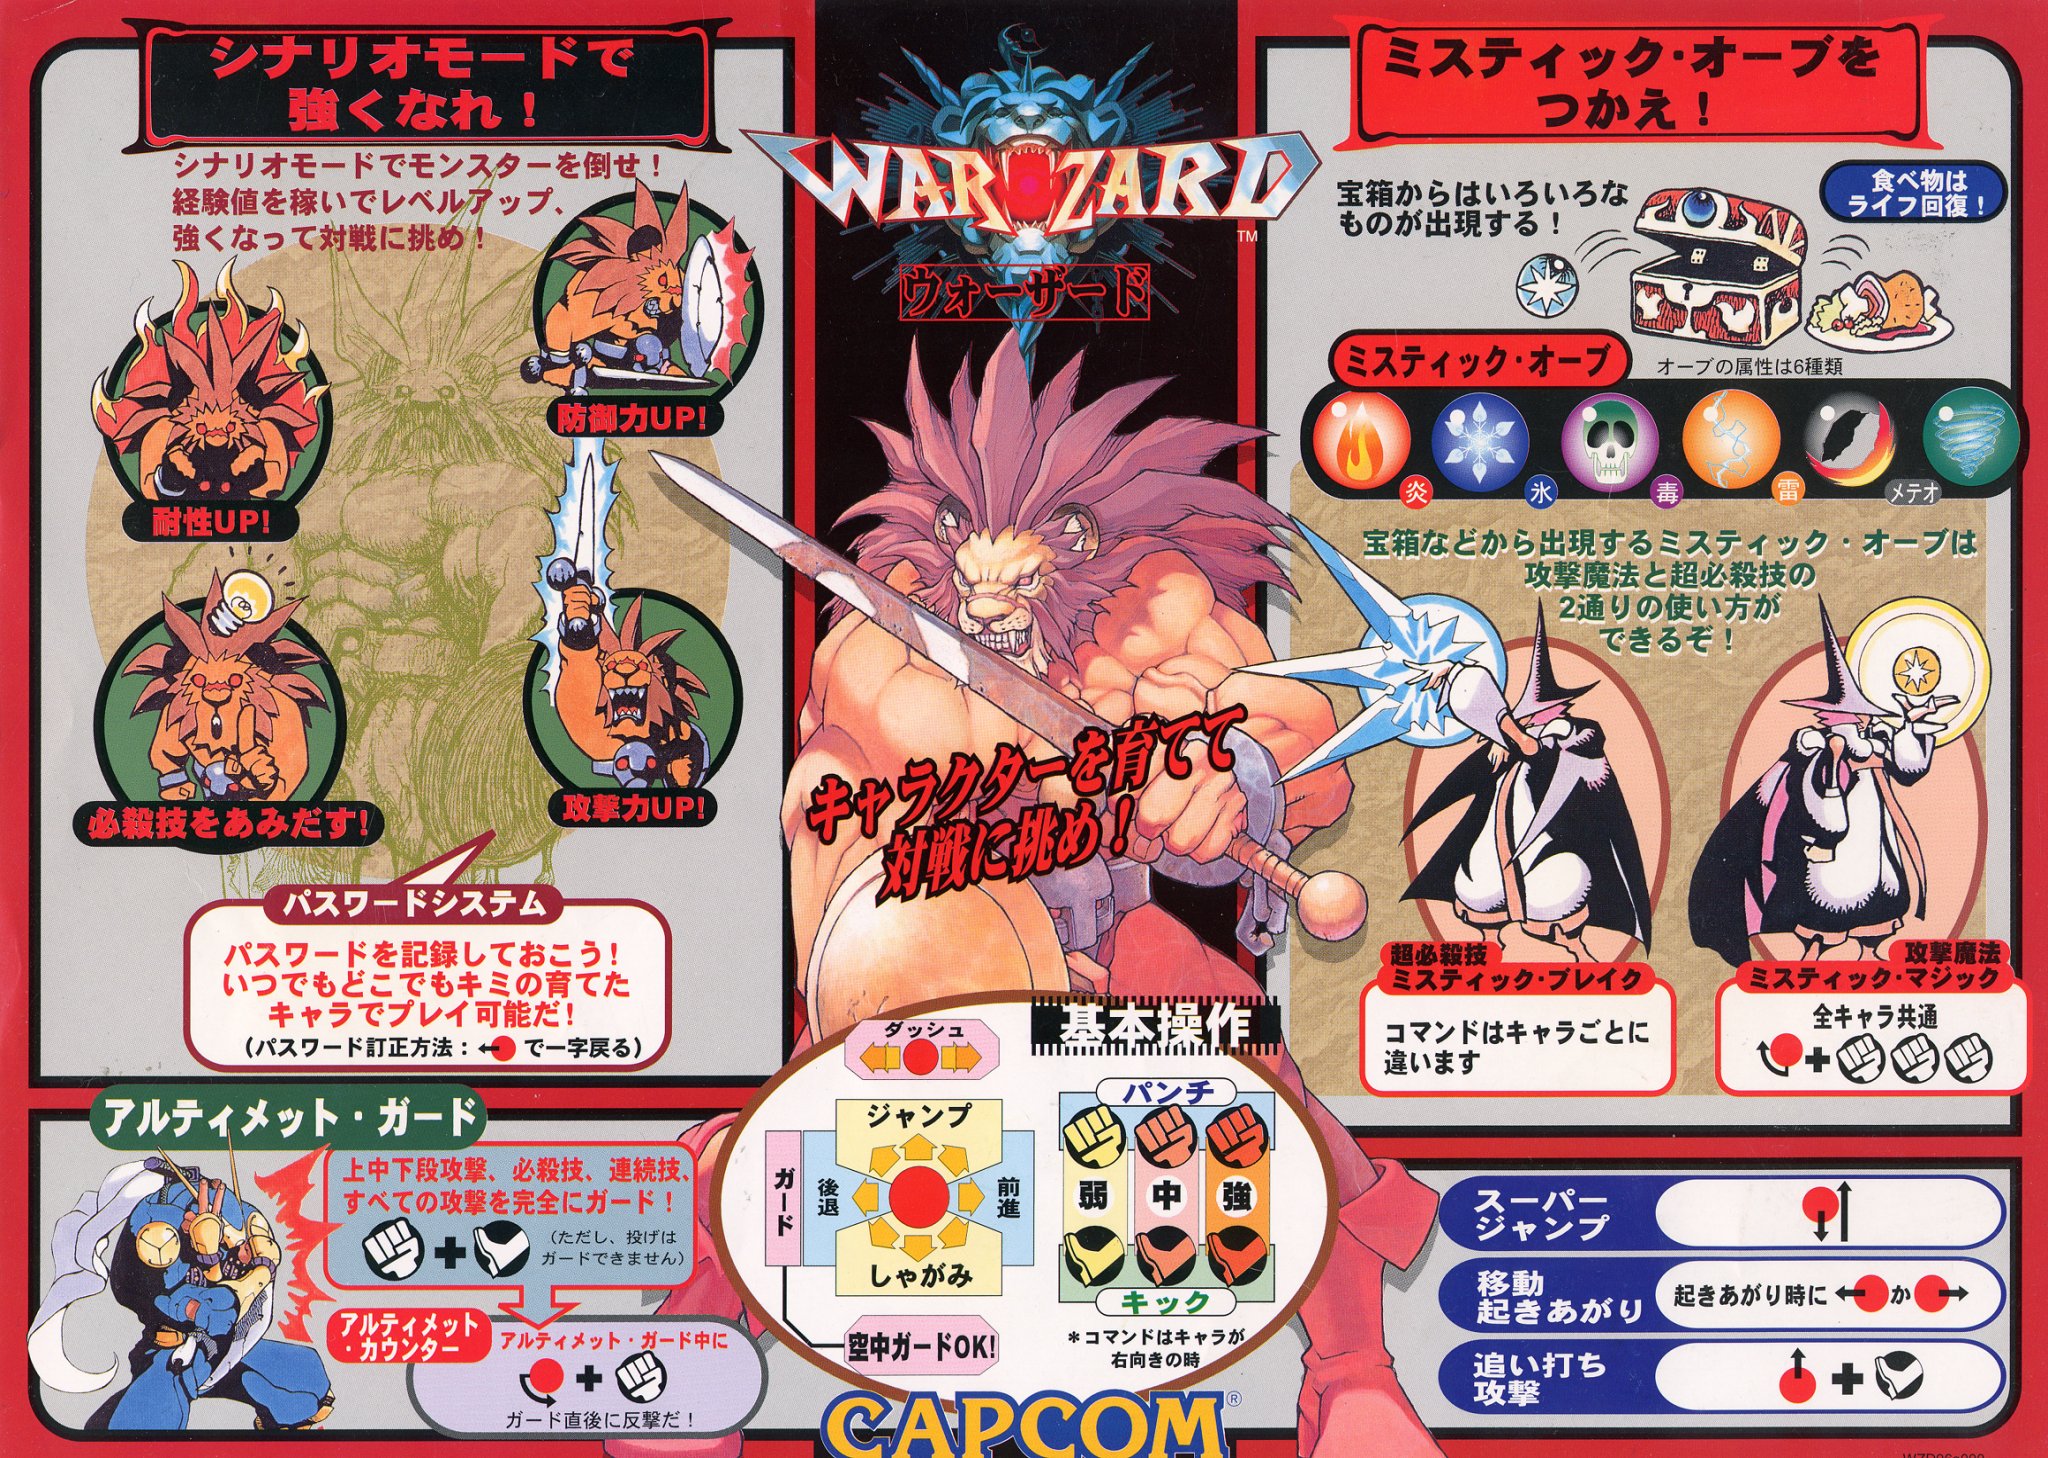 シナリオモードで
強くなれ！
シナリオモードでモンスターを倒せ！
経験値を稼いでレベルアップ、
強くなって対戦に挑め！
防御力UP!
耐性UP!
必殺技をあみだす!
攻撃力UP!
パスワードシステム
パスワードを記録しておこう!
いつでもどこでもキミの育てた
キャラでプレイ可能だ!
（パスワード訂正方法：←●で一字戻る）
アルティメット・ガード
上中下段攻撃、必殺技、連続技、
すべての攻撃を完全にガード！
+
（ただし、投げは
ガードできません）
アルティメット
・カウンター
アルティメット・ガード中に
+
ガード直後に反撃だ！
WARZARD
TM
ウォーザード
キャラクターを育てて
対戦に挑め！
基本操作
ダッシュ
ジャンプ
ガード
後退
前進
しゃがみ
空中ガードOK!
パンチ
弱
中
強
キック
＊コマンドはキャラが
右向きの時
CAPCOM®
ミスティック・オーブを
つかえ！
宝箱からはいろいろな
ものが出現する！
食べ物は
ライフ回復！
ミスティック・オーブ
オーブの属性は6種類
炎
氷
毒
雷
メテオ
宝箱などから出現するミスティック・オーブは
攻撃魔法と超必殺技の
2通りの使い方が
できるぞ！
超必殺技
ミスティック・ブレイク
コマンドはキャラごとに
違います
攻撃魔法
ミスティック・マジック
全キャラ共通
+
スーパー
ジャンプ
移動
起きあがり
起きあがり時に←●か●→
追い打ち
攻撃
+